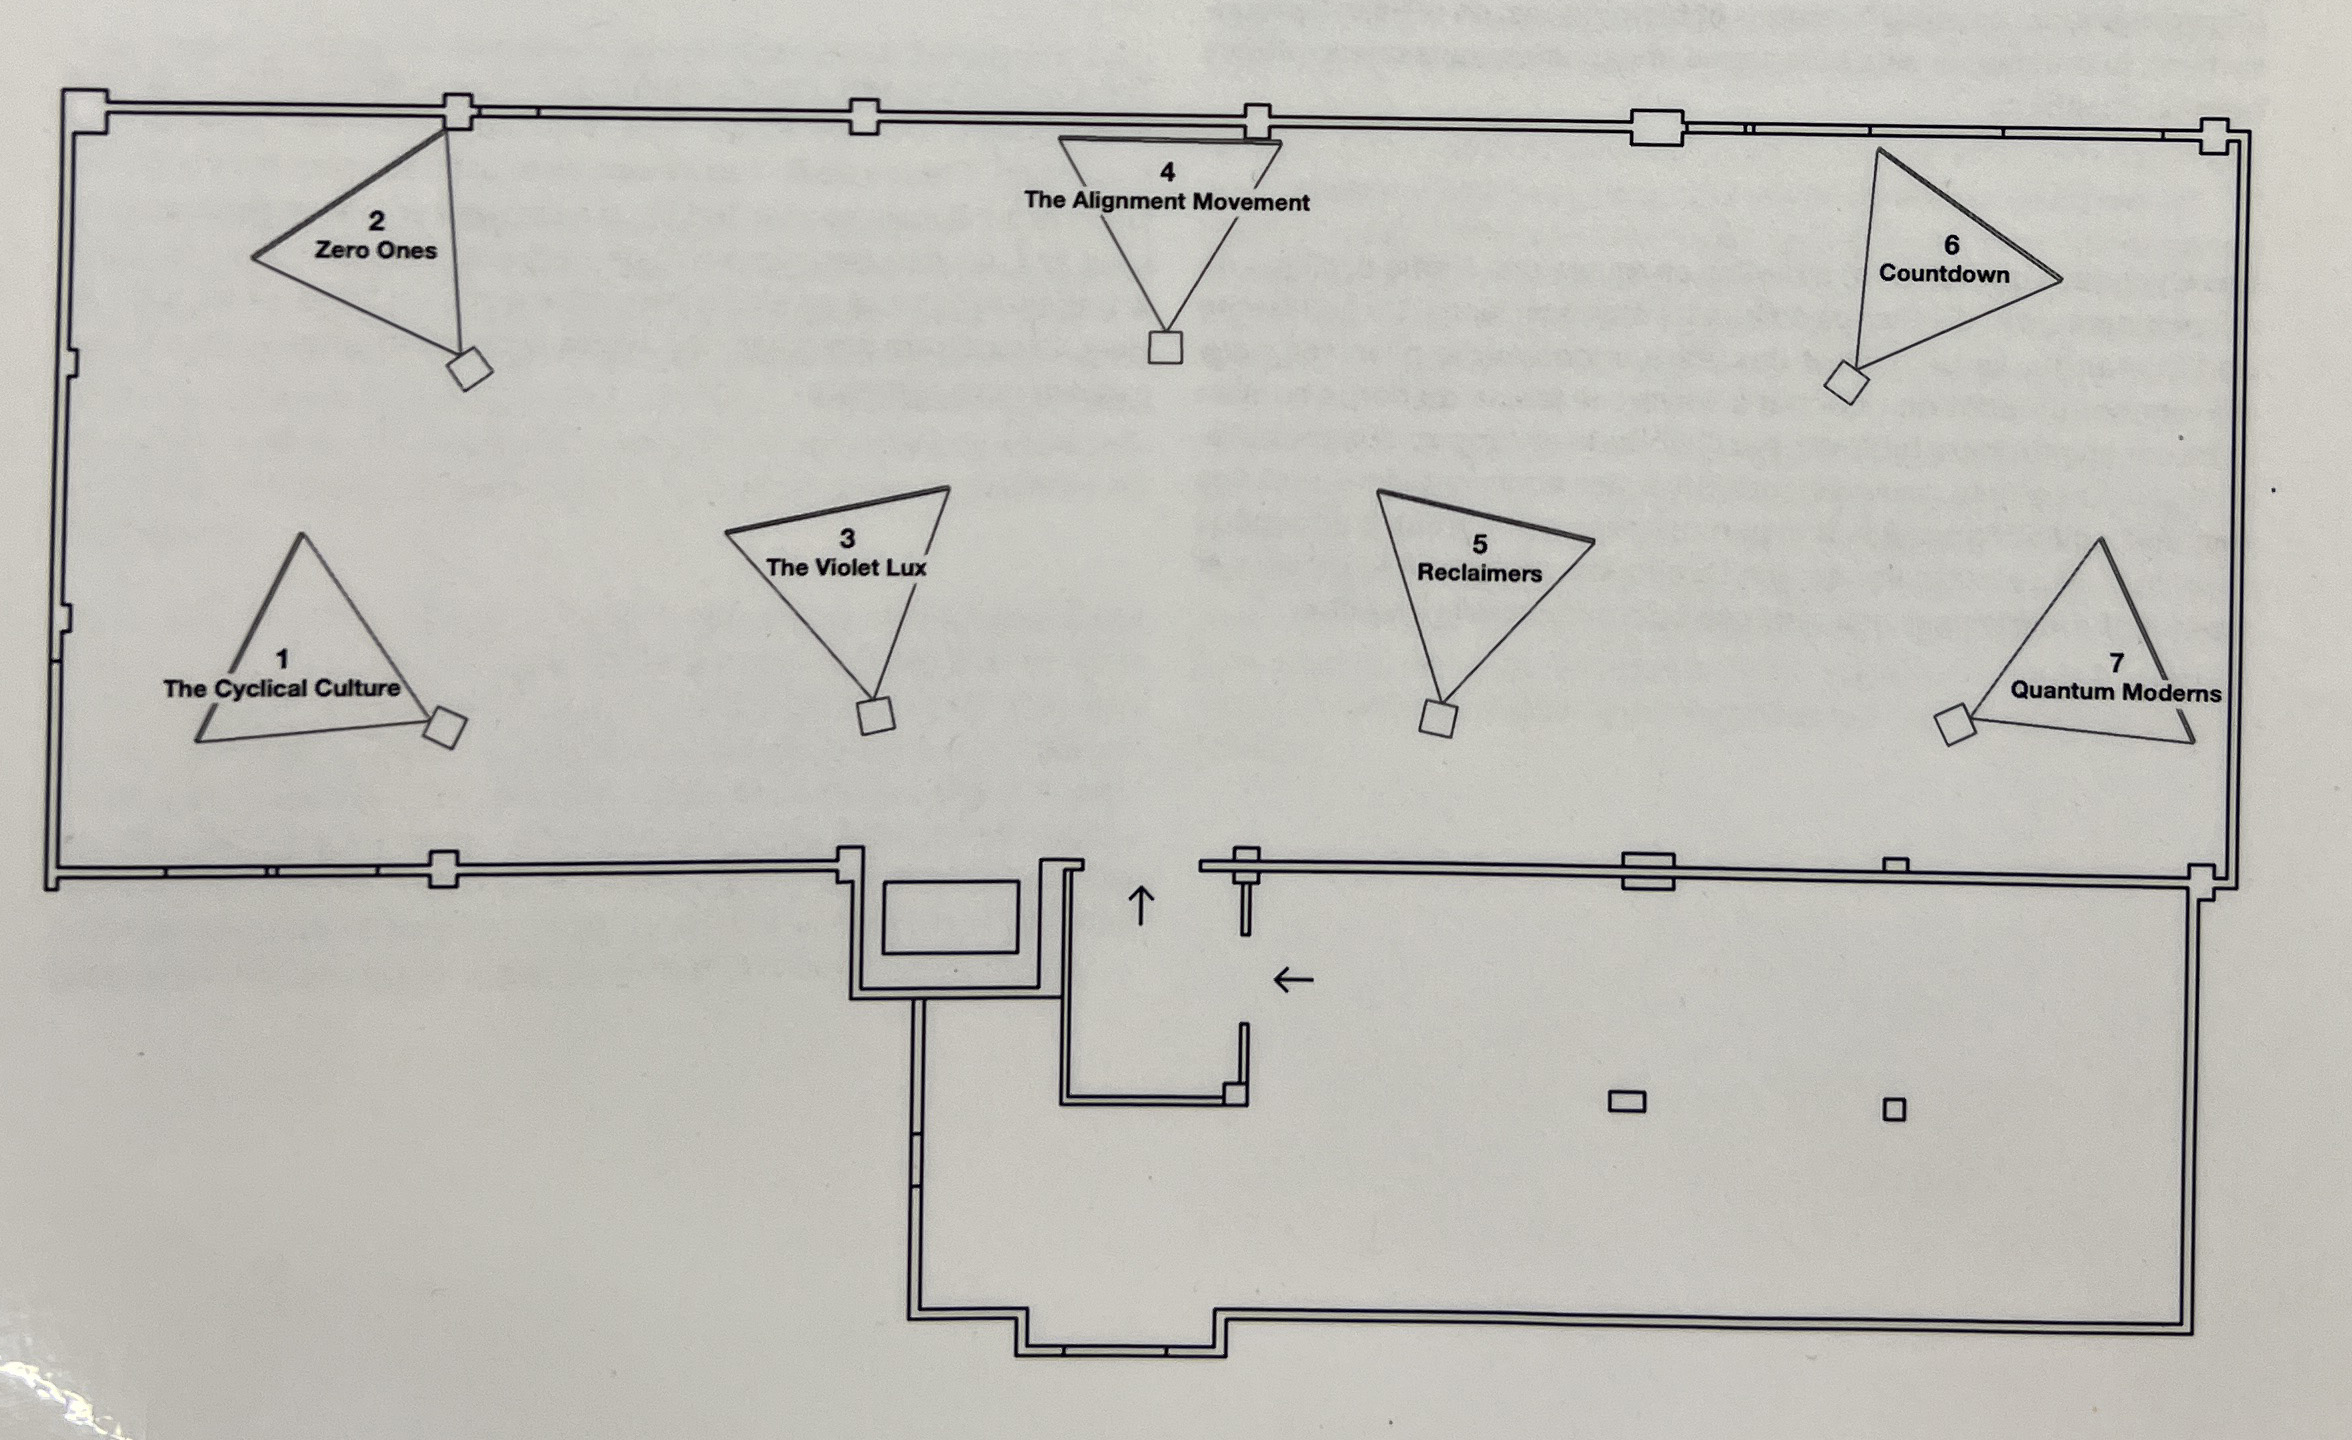 1
The Cyclical Culture
2
Zero Ones
3
The Violet Lux
4
The Alignment Movement
5
Reclaimers
6
Countdown
7
Quantum Moderns